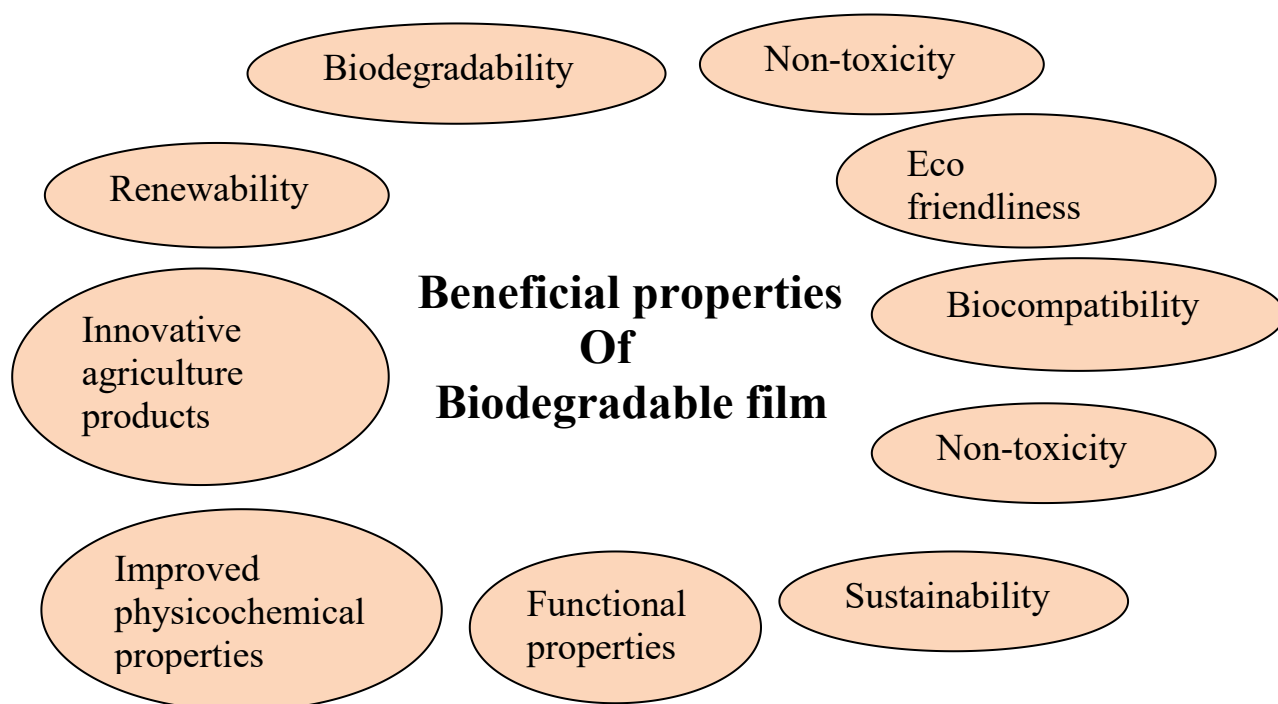 Biodegradability
Non-toxicity
Renewability
Eco
friendliness
Beneficial properties
Of
Biodegradable film
Biocompatibility
Innovative
agriculture
products
Non-toxicity
Improved
physicochemical
properties
Functional
properties
Sustainability